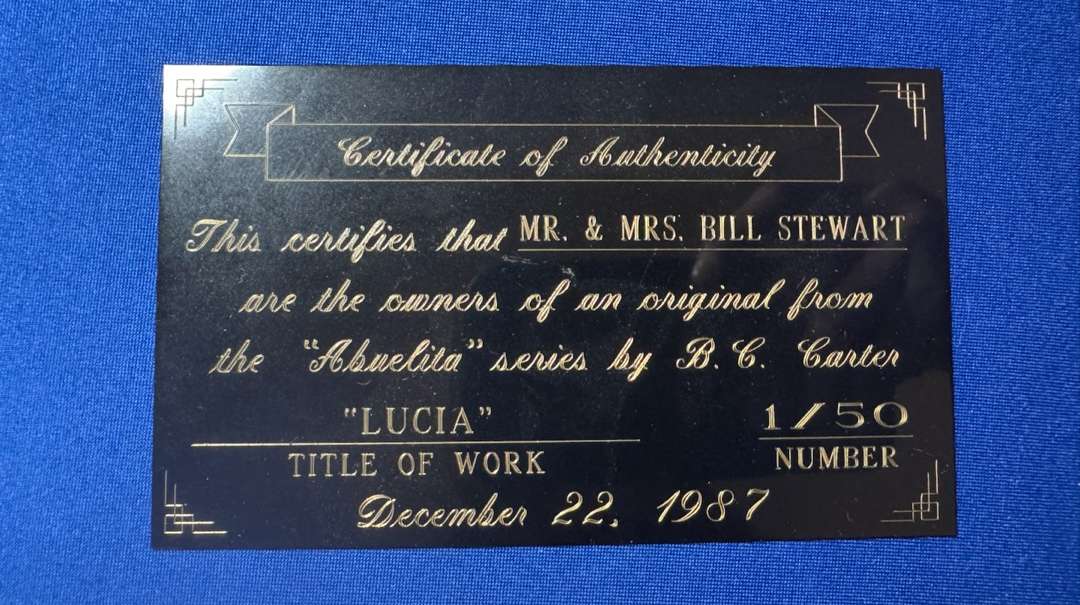 Certificate of Authenticity
This certifies that MR. & MRS. BILL STEWART
are the owners of an original from
the "Abuelita" series by B. C. Carter
"LUCIA" 1/50
TITLE OF WORK NUMBER
December 22, 1987